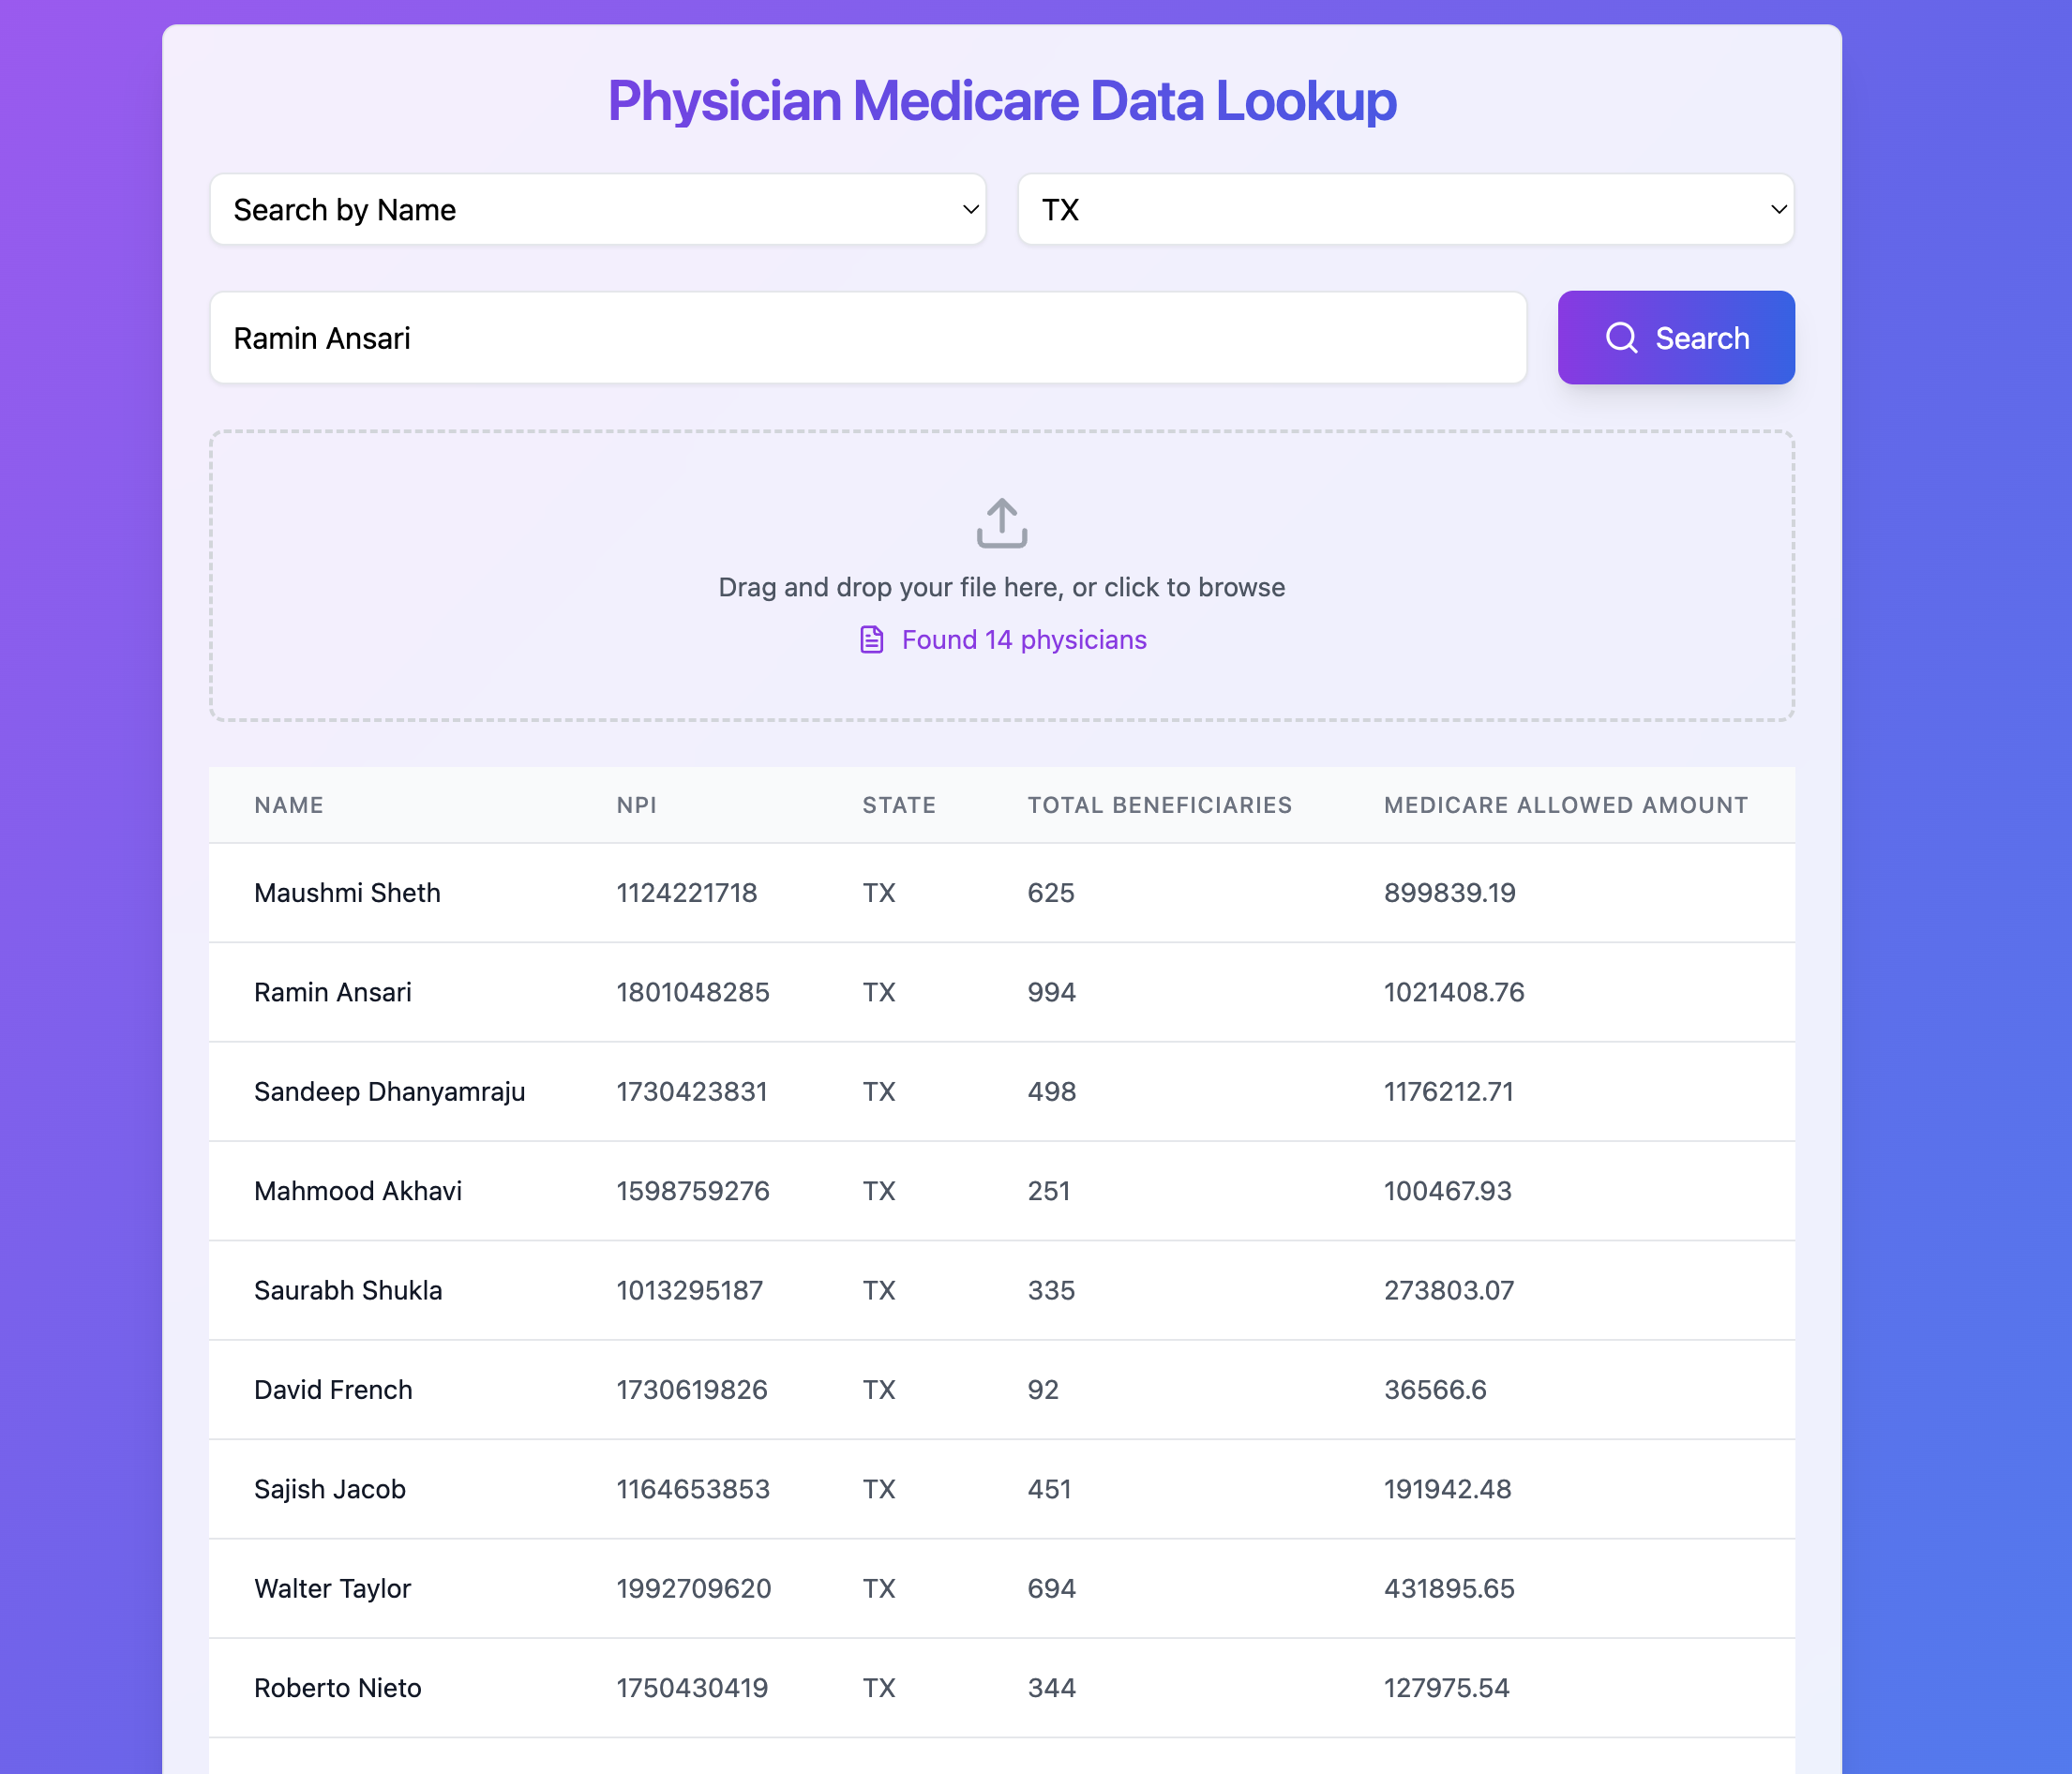 Physician Medicare Data Lookup
Search by Name TX
Ramin Ansari Search
Drag and drop your file here, or click to browse
Found 14 physicians
NAME NPI STATE TOTAL BENEFICIARIES MEDICARE ALLOWED AMOUNT
Maushmi Sheth 1124221718 TX 625 899839.19
Ramin Ansari 1801048285 TX 994 1021408.76
Sandeep Dhanyamraju 1730423831 TX 498 1176212.71
Mahmood Akhavi 1598759276 TX 251 100467.93
Saurabh Shukla 1013295187 TX 335 273803.07
David French 1730619826 TX 92 36566.6
Sajish Jacob 1164653853 TX 451 191942.48
Walter Taylor 1992709620 TX 694 431895.65
Roberto Nieto 1750430419 TX 344 127975.54